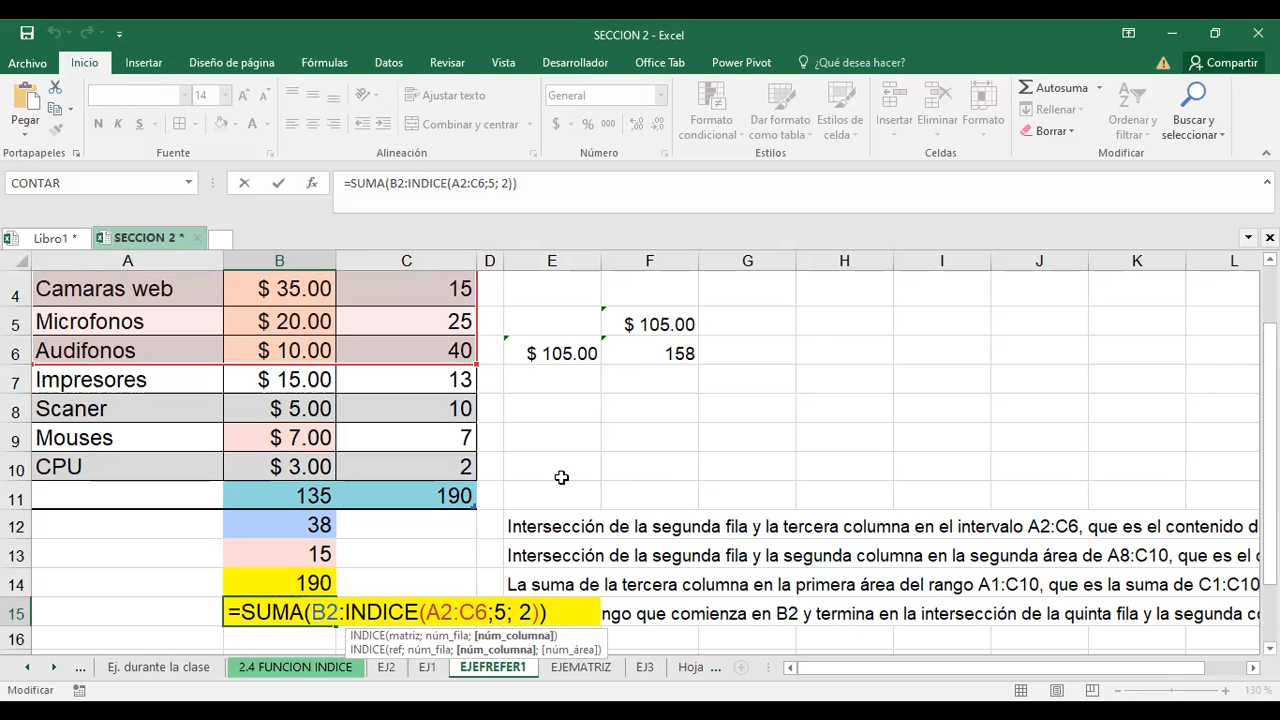 SECCION 2 - Excel
Archivo Inicio Insertar Diseño de página Fórmulas Datos Revisar Vista Desarrollador Office Tab Power Pivot ¿Qué desea hacer? Compartir
Pegar
N K S
14 A A
Ajustar texto
Combinar y centrar
General
$ % 000
Formato condicional
Dar formato como tabla
Estilos de celda
Insertar Eliminar Formato
Autosuma
Rellenar
Borrar
Ordenar y filtrar
Buscar y seleccionar
Portapapeles Fuente Alineación Número Estilos Celdas Modificar
CONTAR fx =SUMA(B2:INDICE(A2:C6;5; 2))
Libro1 * SECCION 2 *
A B C D E F G H I J K L
4 Camaras web $ 35.00 15
5 Microfonos $ 20.00 25 $ 105.00
6 Audifonos $ 10.00 40 $ 105.00 158
7 Impresores $ 15.00 13
8 Scaner $ 5.00 10
9 Mouses $ 7.00 7
10 CPU $ 3.00 2
11 135 190
12 38 Intersección de la segunda fila y la tercera columna en el intervalo A2:C6, que es el contenido d
13 15 Intersección de la segunda fila y la segunda columna en la segunda área de A8:C10, que es el c
14 190 La suma de la tercera columna en la primera área del rango A1:C10, que es la suma de C1:C10
15 =SUMA(B2:INDICE(A2:C6;5; 2)) ngo que comienza en B2 y termina en la intersección de la quinta fila y la segunda co
16 INDICE(matriz; núm_fila; [núm_columna])
INDICE(ref; núm_fila; [núm_columna]; [núm_área])
... Ej. durante la clase 2.4 FUNCION INDICE EJ2 EJ1 EJEFREFER1 EJEMATRIZ EJ3 Hoja ...
Modificar 130 %